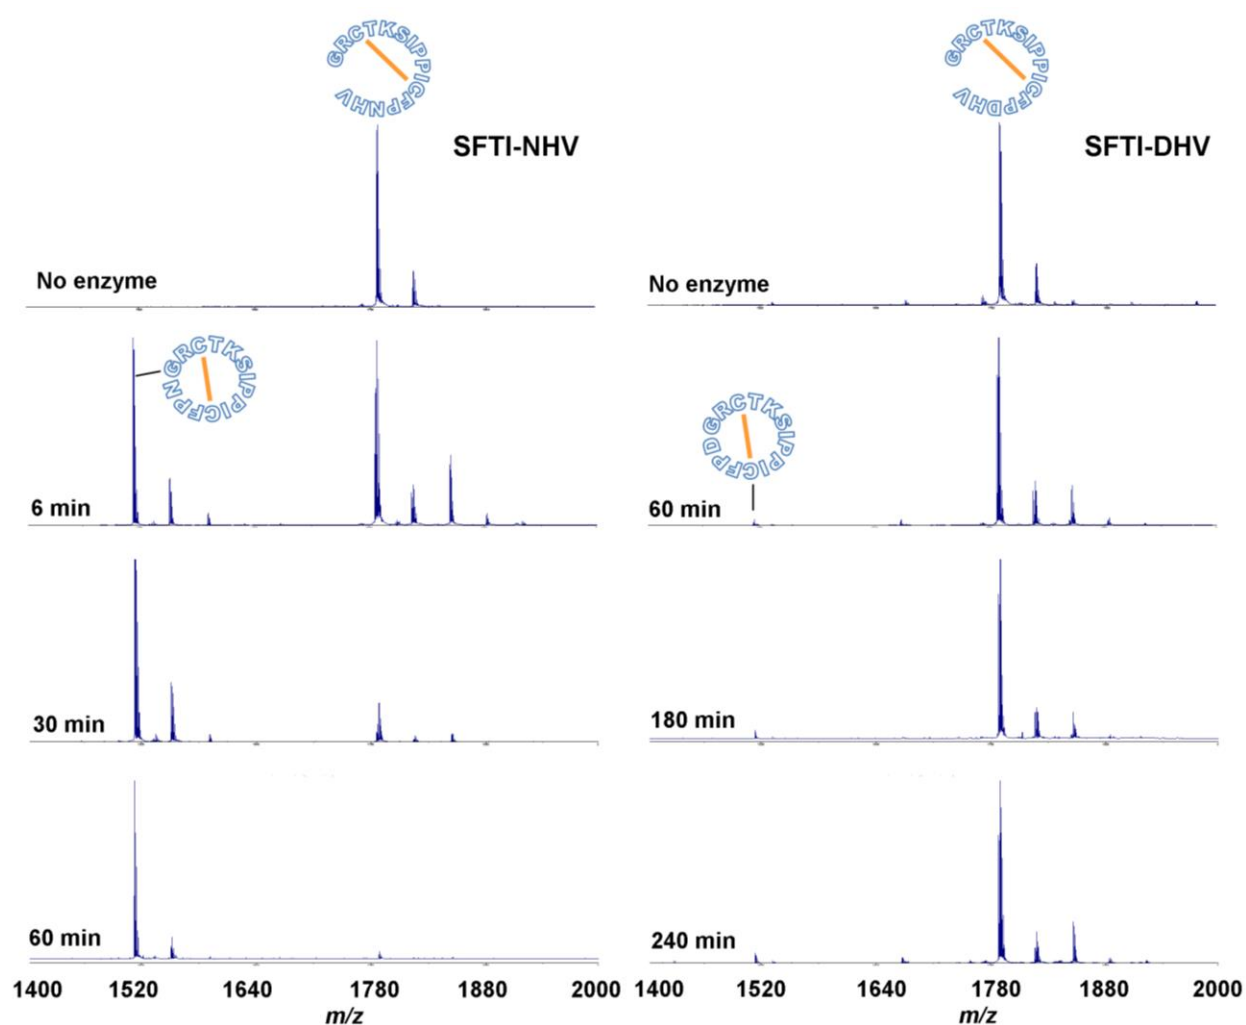 GRCTKSIPPICFPNHV
SFTI-NHV
No enzyme
GRCTKSIPPICFPN
6 min
30 min
60 min
1400 1520 1640 1780 1880 2000
m/z
GRCTKSIPPICFPDHV
SFTI-DHV
No enzyme
GRCTKSIPPICFPD
60 min
180 min
240 min
1400 1520 1640 1780 1880 2000
m/z